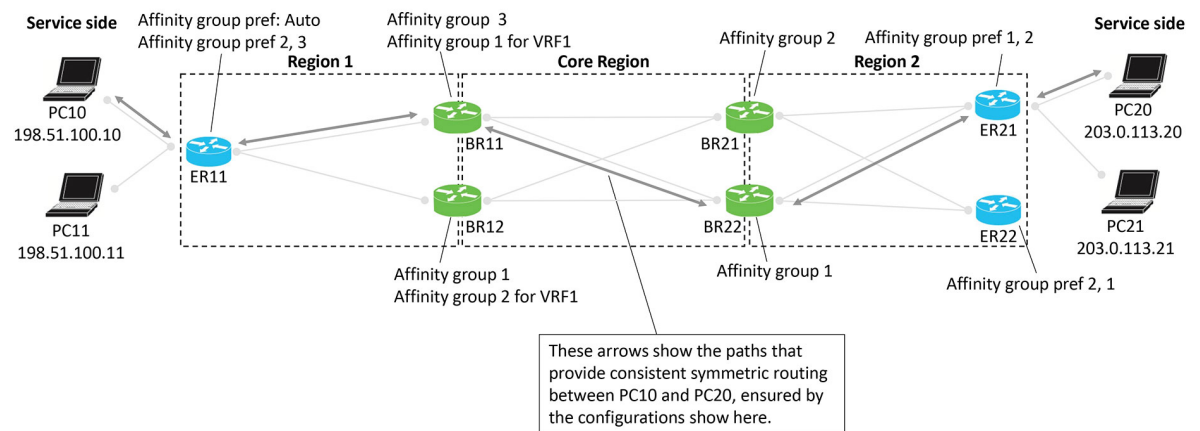 Service side
Affinity group pref: Auto
Affinity group pref 2, 3
Affinity group 3
Affinity group 1 for VRF1
Affinity group 2
Affinity group pref 1, 2
Service side
Region 1
Core Region
Region 2
PC10
198.51.100.10
ER11
PC11
198.51.100.11
BR11
BR12
BR21
BR22
ER21
ER22
PC20
203.0.113.20
PC21
203.0.113.21
Affinity group 1
Affinity group 2 for VRF1
Affinity group 1
Affinity group pref 2, 1
These arrows show the paths that
provide consistent symmetric routing
between PC10 and PC20, ensured by
the configurations show here.